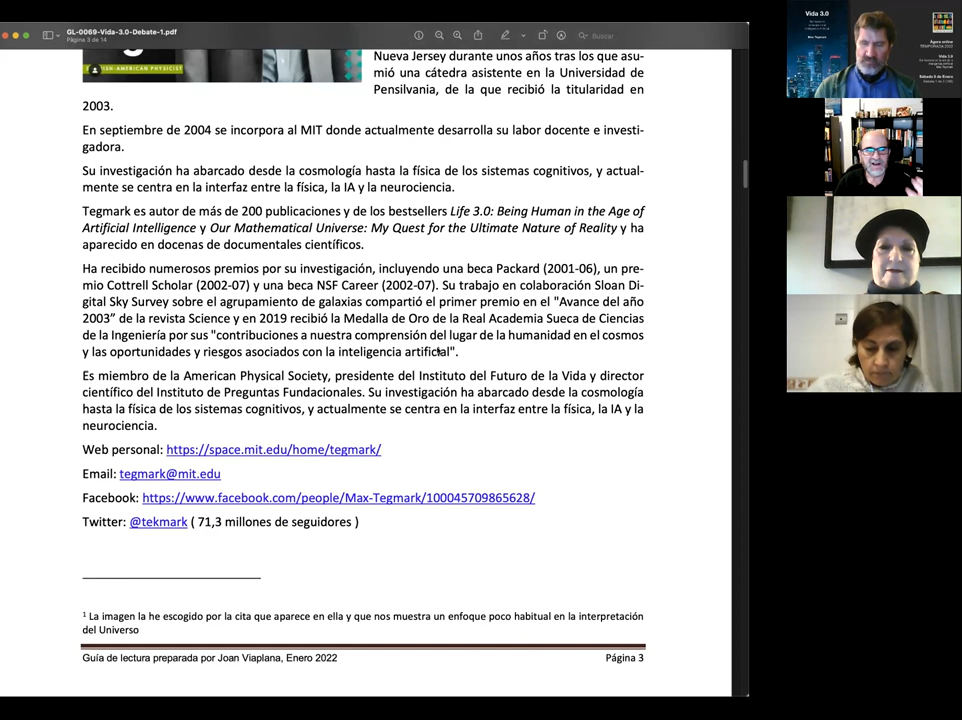 GL-0069-Vida-3.0-Debate-1.pdf
Página 3 de 14
Buscar
ISH-AMERICAN PHYSICIST
Nueva Jersey durante unos años tras los que asu-
mió una cátedra asistente en la Universidad de
Pensilvania, de la que recibió la titularidad en
2003.
En septiembre de 2004 se incorpora al MIT donde actualmente desarrolla su labor docente e investi-
gadora.
Su investigación ha abarcado desde la cosmología hasta la física de los sistemas cognitivos, y actual-
mente se centra en la interfaz entre la física, la IA y la neurociencia.
Tegmark es autor de más de 200 publicaciones y de los bestsellers Life 3.0: Being Human in the Age of
Artificial Intelligence y Our Mathematical Universe: My Quest for the Ultimate Nature of Reality y ha
aparecido en docenas de documentales científicos.
Ha recibido numerosos premios por su investigación, incluyendo una beca Packard (2001-06), un pre-
mio Cottrell Scholar (2002-07) y una beca NSF Career (2002-07). Su trabajo en colaboración Sloan Di-
gital Sky Survey sobre el agrupamiento de galaxias compartió el primer premio en el "Avance del año
2003” de la revista Science y en 2019 recibió la Medalla de Oro de la Real Academia Sueca de Ciencias
de la Ingeniería por sus "contribuciones a nuestra comprensión del lugar de la humanidad en el cosmos
y las oportunidades y riesgos asociados con la inteligencia artificial".
Es miembro de la American Physical Society, presidente del Instituto del Futuro de la Vida y director
científico del Instituto de Preguntas Fundacionales. Su investigación ha abarcado desde la cosmología
hasta la física de los sistemas cognitivos, y actualmente se centra en la interfaz entre la física, la IA y la
neurociencia.
Web personal: https://space.mit.edu/home/tegmark/
Email: tegmark@mit.edu
Facebook: https://www.facebook.com/people/Max-Tegmark/100045709865628/
Twitter: @tekmark ( 71,3 millones de seguidores )
1 La imagen la he escogido por la cita que aparece en ella y que nos muestra un enfoque poco habitual en la interpretación
del Universo
Guía de lectura preparada por Joan Viaplana, Enero 2022 Página 3
Vida 3.0
Max Tegmark
Ágora online
TEMPORADA 2022
Vida 3.0